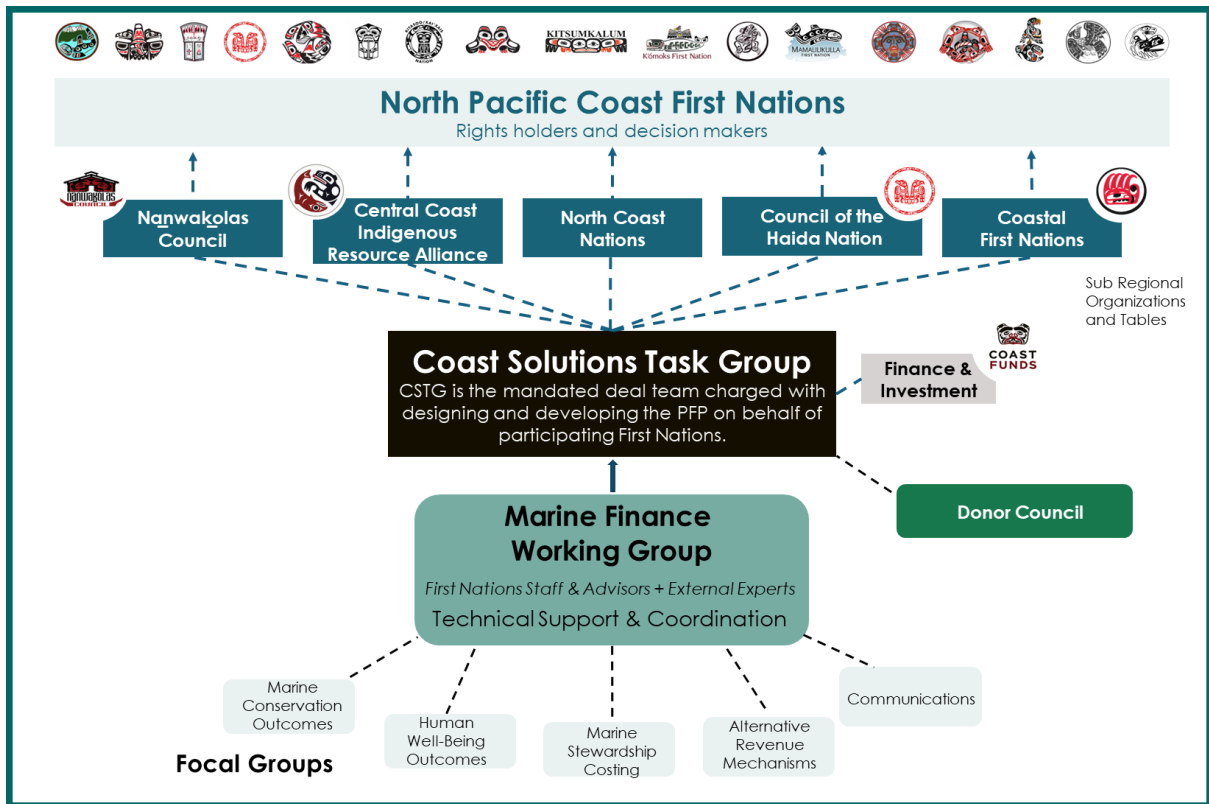 KITSUMKALUM
K'ómoks First Nation
MAMALILIKULLA
FIRST NATION
North Pacific Coast First Nations
Rights holders and decision makers
NANWAKOLAS
COUNCIL
Na̲nwako̲las
Council
Central Coast
Indigenous
Resource Alliance
North Coast
Nations
Council of the
Haida Nation
Coastal
First Nations
Sub Regional
Organizations
and Tables
Coast Solutions Task Group
CSTG is the mandated deal team charged with
designing and developing the PFP on behalf of
participating First Nations.
COAST
FUNDS
Finance &
Investment
Donor Council
Marine Finance
Working Group
First Nations Staff & Advisors + External Experts
Technical Support & Coordination
Marine
Conservation
Outcomes
Human
Well-Being
Outcomes
Marine
Stewardship
Costing
Alternative
Revenue
Mechanisms
Communications
Focal Groups